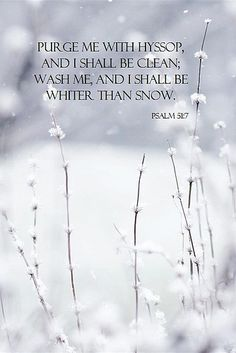 PURGE ME WITH HYSSOP,
AND I SHALL BE CLEAN;
WASH ME, AND I SHALL BE
WHITER THAN SNOW.
PSALM 51:7